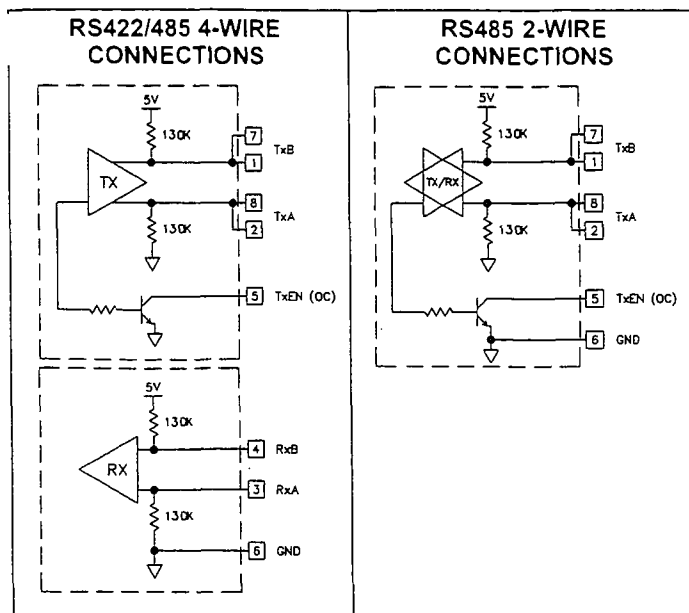 RS422/485 4-WIRE
CONNECTIONS
5V
130K
7
TxB
1
TX
8
TxA
130K
2
5
TxEN (OC)
5V
130K
4
RxB
RX
3
RxA
130K
6
GND
RS485 2-WIRE
CONNECTIONS
5V
130K
7
TxB
1
TX/RX
8
TxA
130K
2
5
TxEN (OC)
6
GND